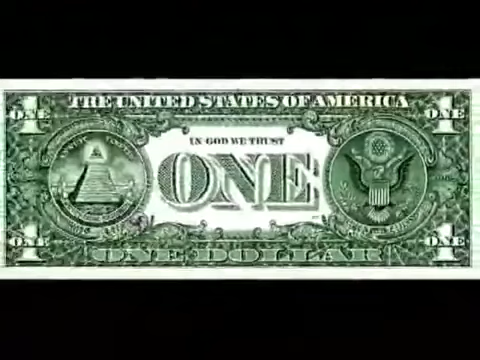 THE UNITED STATES OF AMERICA
1 ONE
1 ONE
IN GOD WE TRUST
ONE
1 ONE
1 ONE
ONE DOLLAR